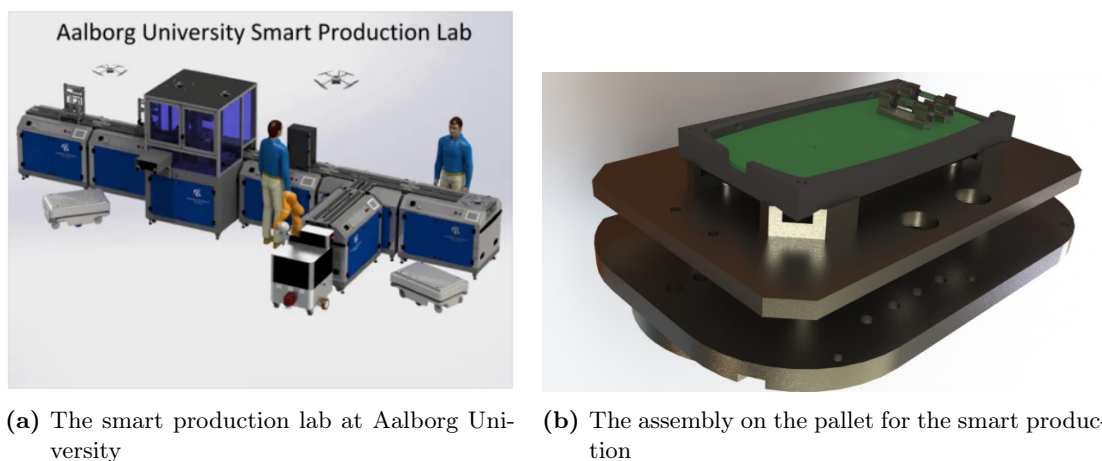 Aalborg University Smart Production Lab
(a) The smart production lab at Aalborg Uni-
versity
(b) The assembly on the pallet for the smart produc-
tion